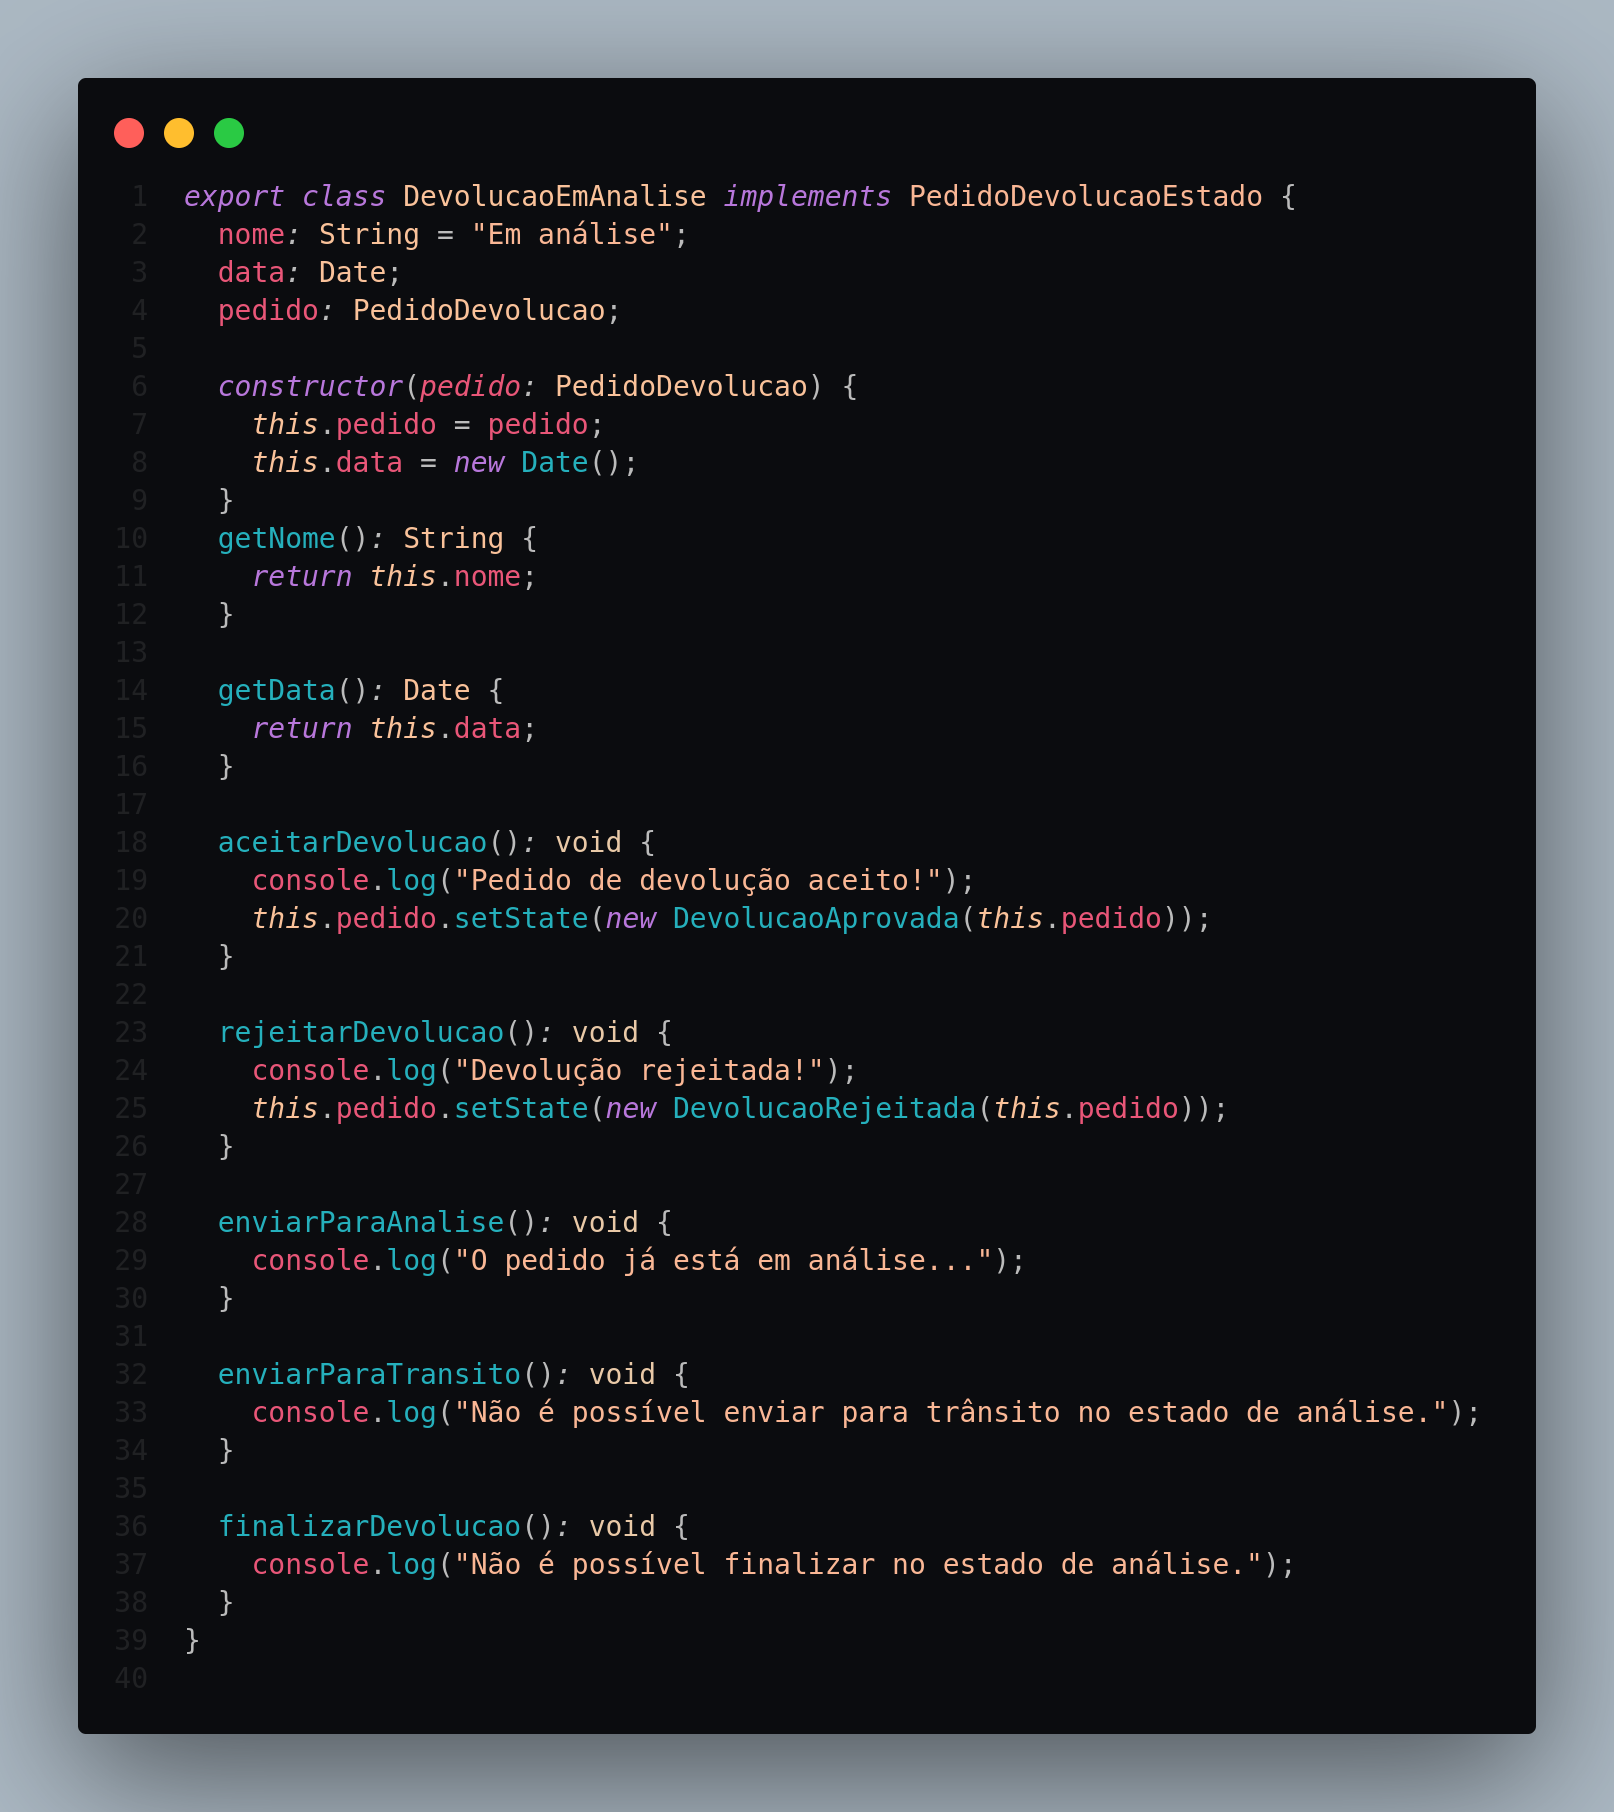 1 export class DevolucaoEmAnalise implements PedidoDevolucaoEstado {
2   nome: String = "Em análise";
3   data: Date;
4   pedido: PedidoDevolucao;
5
6   constructor(pedido: PedidoDevolucao) {
7     this.pedido = pedido;
8     this.data = new Date();
9   }
10   getNome(): String {
11     return this.nome;
12   }
13
14   getData(): Date {
15     return this.data;
16   }
17
18   aceitarDevolucao(): void {
19     console.log("Pedido de devolução aceito!");
20     this.pedido.setState(new DevolucaoAprovada(this.pedido));
21   }
22
23   rejeitarDevolucao(): void {
24     console.log("Devolução rejeitada!");
25     this.pedido.setState(new DevolucaoRejeitada(this.pedido));
26   }
27
28   enviarParaAnalise(): void {
29     console.log("O pedido já está em análise...");
30   }
31
32   enviarParaTransito(): void {
33     console.log("Não é possível enviar para trânsito no estado de análise.");
34   }
35
36   finalizarDevolucao(): void {
37     console.log("Não é possível finalizar no estado de análise.");
38   }
39 }
40